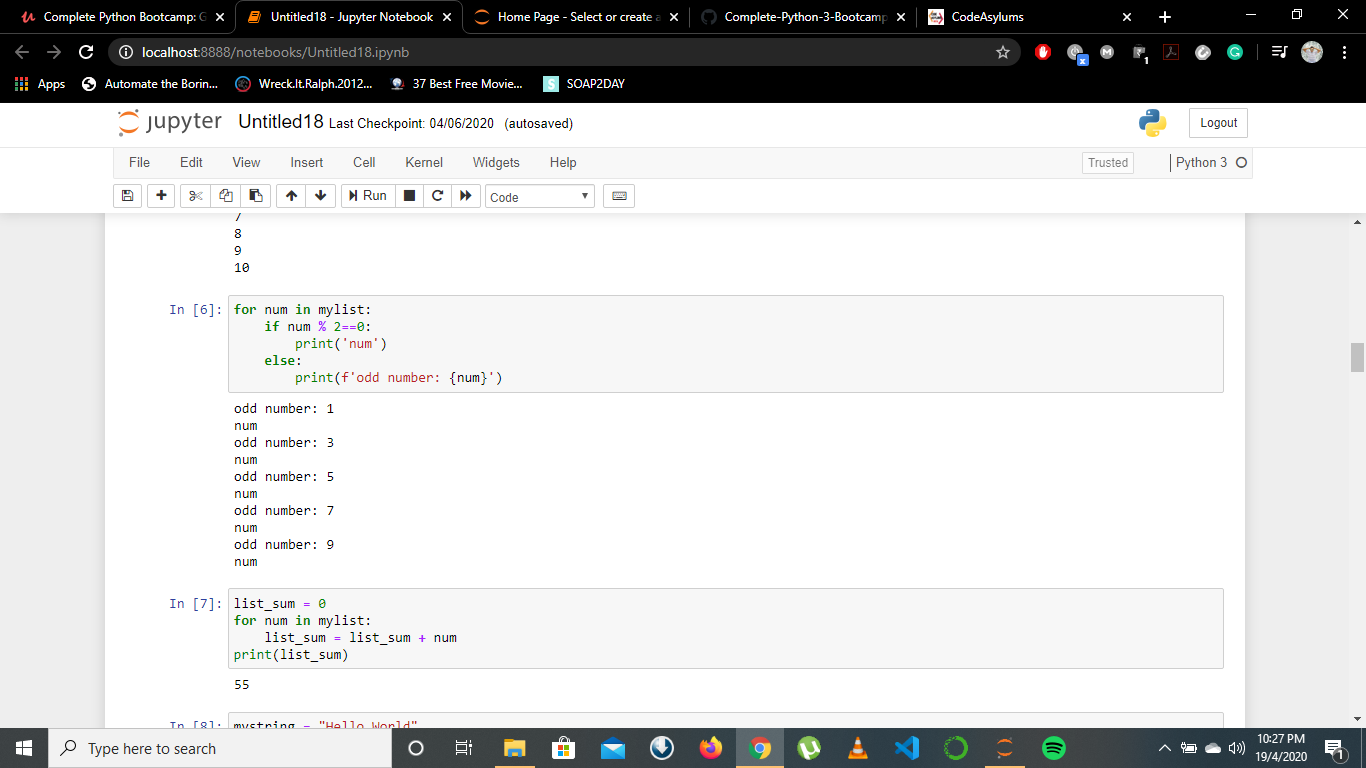 Complete Python Bootcamp: G
Untitled18 - Jupyter Notebook
Home Page - Select or create a
Complete-Python-3-Bootcamp
CodeAsylums
localhost:8888/notebooks/Untitled18.ipynb
Apps
Automate the Borin...
Wreck.It.Ralph.2012...
37 Best Free Movie...
S
SOAP2DAY
jupyter
Untitled18
Last Checkpoint: 04/06/2020
(autosaved)
Logout
File
Edit
View
Insert
Cell
Kernel
Widgets
Help
Trusted
Python 3
Run
Code
7
8
9
10
In [6]:
for num in mylist:
    if num % 2==0:
        print('num')
    else:
        print(f'odd number: {num}')
odd number: 1
num
odd number: 3
num
odd number: 5
num
odd number: 7
num
odd number: 9
num
In [7]:
list_sum = 0
for num in mylist:
    list_sum = list_sum + num
print(list_sum)
55
In [8]:
mystring = "Hello World"
Type here to search
10:27 PM
19/4/2020
1